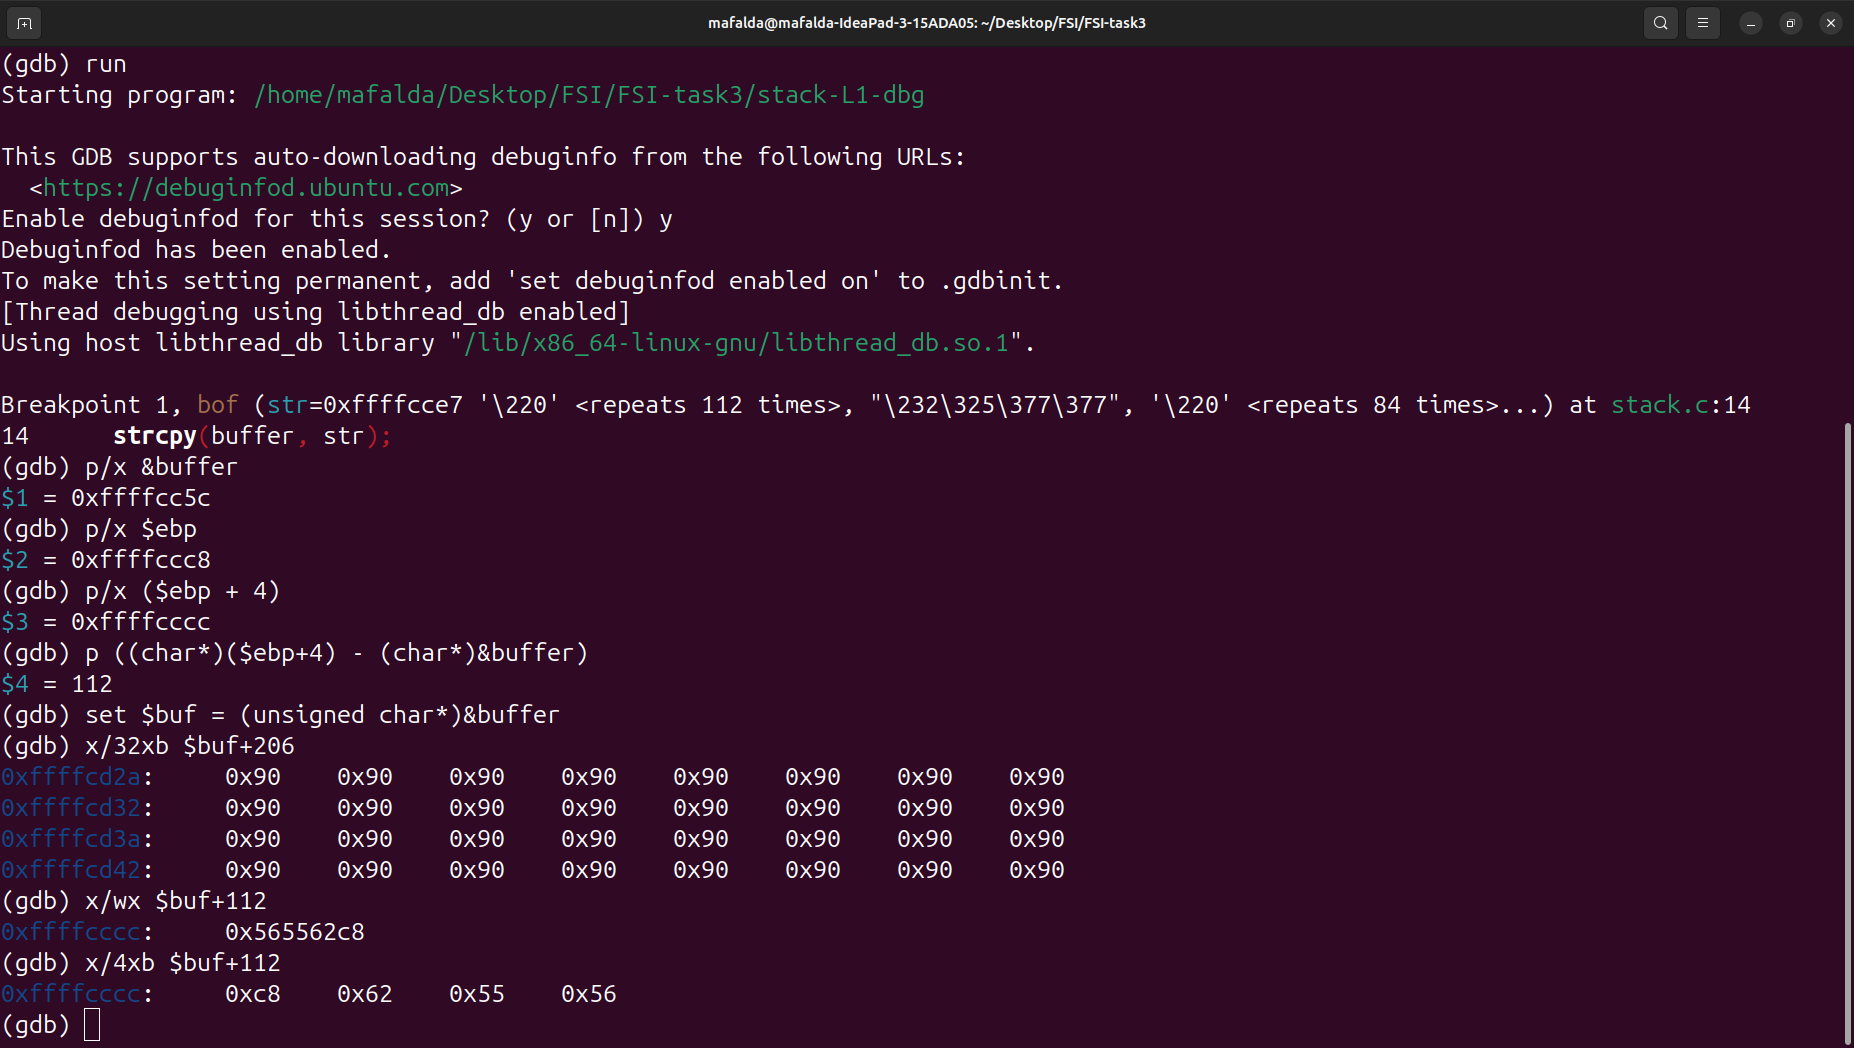 mafalda@mafalda-IdeaPad-3-15ADA05: ~/Desktop/FSI/FSI-task3
(gdb) run
Starting program: /home/mafalda/Desktop/FSI/FSI-task3/stack-L1-dbg
This GDB supports auto-downloading debuginfo from the following URLs:
  <https://debuginfod.ubuntu.com>
Enable debuginfod for this session? (y or [n]) y
Debuginfod has been enabled.
To make this setting permanent, add 'set debuginfod enabled on' to .gdbinit.
[Thread debugging using libthread_db enabled]
Using host libthread_db library "/lib/x86_64-linux-gnu/libthread_db.so.1".
Breakpoint 1, bof (str=0xffffcce7 '\220' <repeats 112 times>, "\232\325\377\377", '\220' <repeats 84 times>...) at stack.c:14
14      strcpy(buffer, str);
(gdb) p/x &buffer
$1 = 0xffffcc5c
(gdb) p/x $ebp
$2 = 0xffffccc8
(gdb) p/x ($ebp + 4)
$3 = 0xffffcccc
(gdb) p ((char*)($ebp+4) - (char*)&buffer)
$4 = 112
(gdb) set $buf = (unsigned char*)&buffer
(gdb) x/32xb $buf+206
0xffffcd2a:     0x90    0x90    0x90    0x90    0x90    0x90    0x90    0x90
0xffffcd32:     0x90    0x90    0x90    0x90    0x90    0x90    0x90    0x90
0xffffcd3a:     0x90    0x90    0x90    0x90    0x90    0x90    0x90    0x90
0xffffcd42:     0x90    0x90    0x90    0x90    0x90    0x90    0x90    0x90
(gdb) x/wx $buf+112
0xffffcccc:     0x565562c8
(gdb) x/4xb $buf+112
0xffffcccc:     0xc8    0x62    0x55    0x56
(gdb)